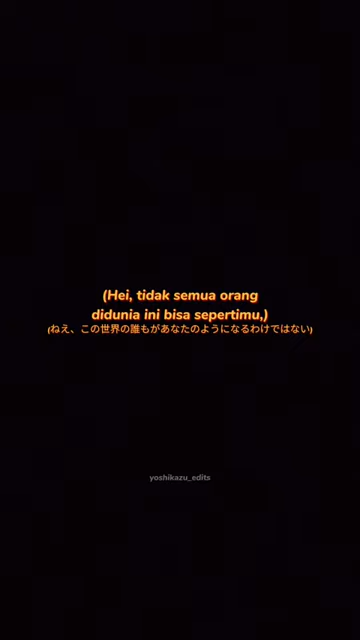 (Hei, tidak semua orang
didunia ini bisa sepertimu,)
(ねえ、この世界の誰もがあなたのようになるわけではない)
yoshikazu_edits